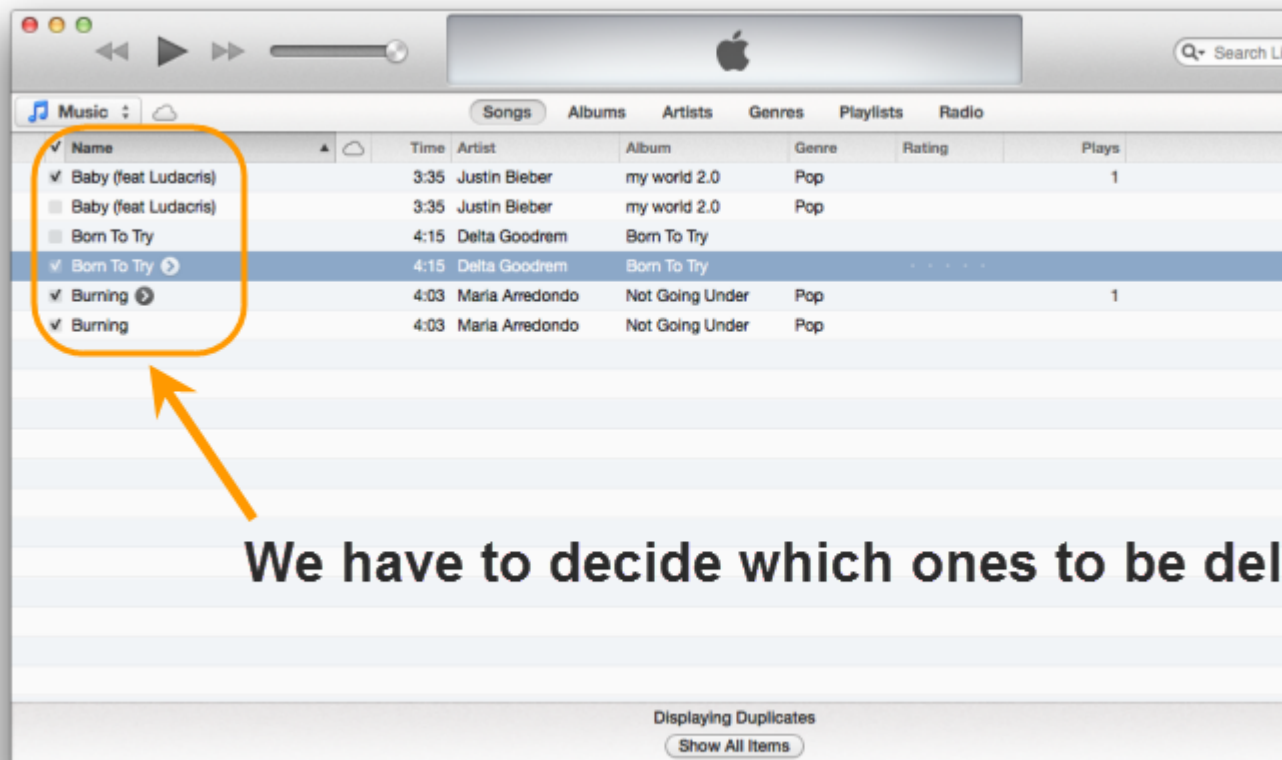 Search Li
Music
Songs Albums Artists Genres Playlists Radio
Name Time Artist Album Genre Rating Plays
Baby (feat Ludacris) 3:35 Justin Bieber my world 2.0 Pop 1
Baby (feat Ludacris) 3:35 Justin Bieber my world 2.0 Pop
Born To Try 4:15 Delta Goodrem Born To Try
Born To Try 4:15 Delta Goodrem Born To Try
Burning 4:03 Maria Arredondo Not Going Under Pop 1
Burning 4:03 Maria Arredondo Not Going Under Pop
We have to decide which ones to be del
Displaying Duplicates
Show All Items